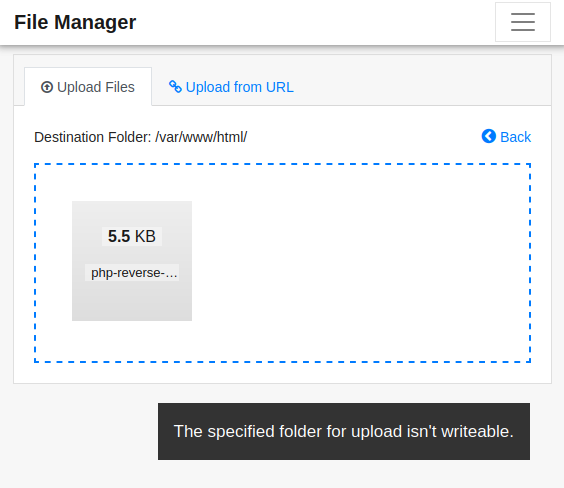 File Manager
Upload Files
Upload from URL
Destination Folder: /var/www/html/
Back
5.5 KB
php-reverse-...
The specified folder for upload isn't writeable.